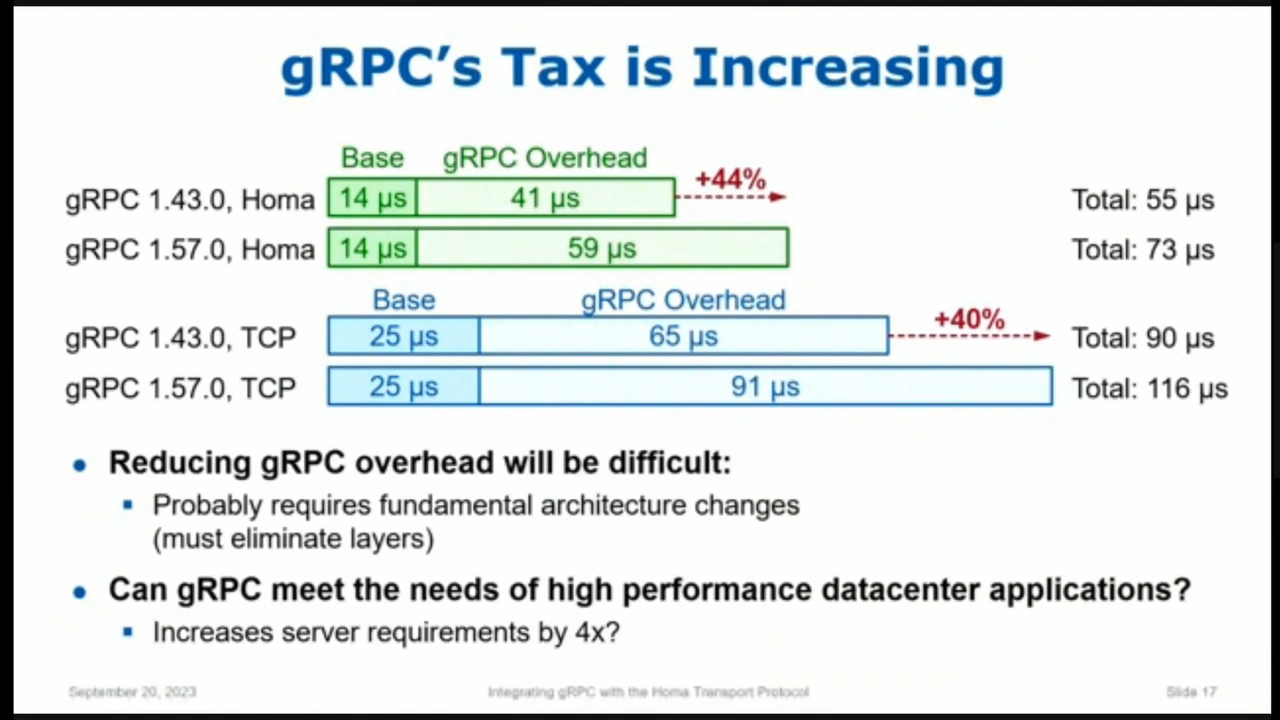 gRPC’s Tax is Increasing
Base gRPC Overhead
+44%
gRPC 1.43.0, Homa 14 µs 41 µs Total: 55 µs
gRPC 1.57.0, Homa 14 µs 59 µs Total: 73 µs
Base gRPC Overhead
+40%
gRPC 1.43.0, TCP 25 µs 65 µs Total: 90 µs
gRPC 1.57.0, TCP 25 µs 91 µs Total: 116 µs
• Reducing gRPC overhead will be difficult:
▪ Probably requires fundamental architecture changes
(must eliminate layers)
• Can gRPC meet the needs of high performance datacenter applications?
▪ Increases server requirements by 4x?
September 20, 2023 Integrating gRPC with the Homa Transport Protocol Slide 17